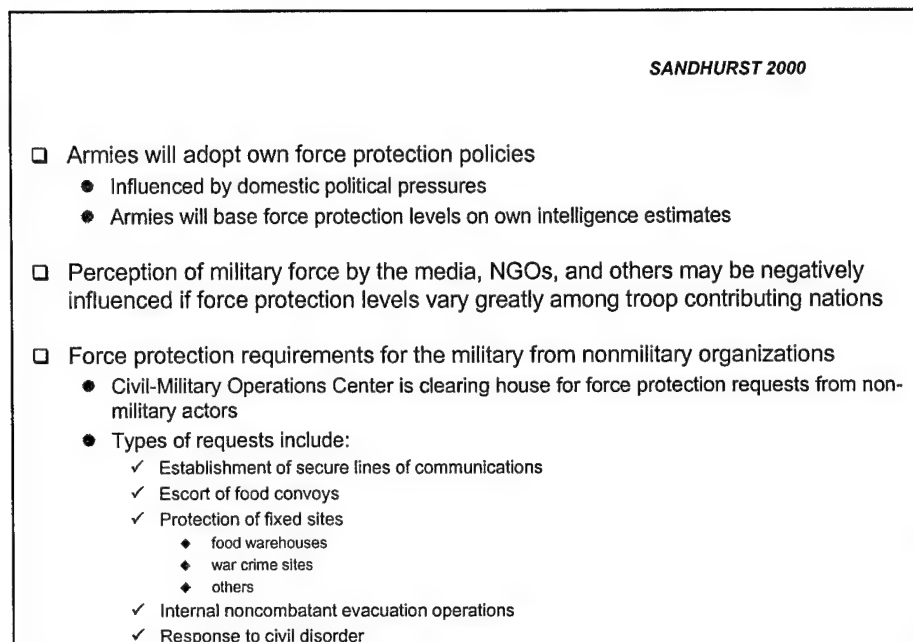 SANDHURST 2000
❑ Armies will adopt own force protection policies
● Influenced by domestic political pressures
● Armies will base force protection levels on own intelligence estimates
❑ Perception of military force by the media, NGOs, and others may be negatively
influenced if force protection levels vary greatly among troop contributing nations
❑ Force protection requirements for the military from nonmilitary organizations
● Civil-Military Operations Center is clearing house for force protection requests from non-
military actors
● Types of requests include:
✓ Establishment of secure lines of communications
✓ Escort of food convoys
✓ Protection of fixed sites
◆ food warehouses
◆ war crime sites
◆ others
✓ Internal noncombatant evacuation operations
✓ Response to civil disorder